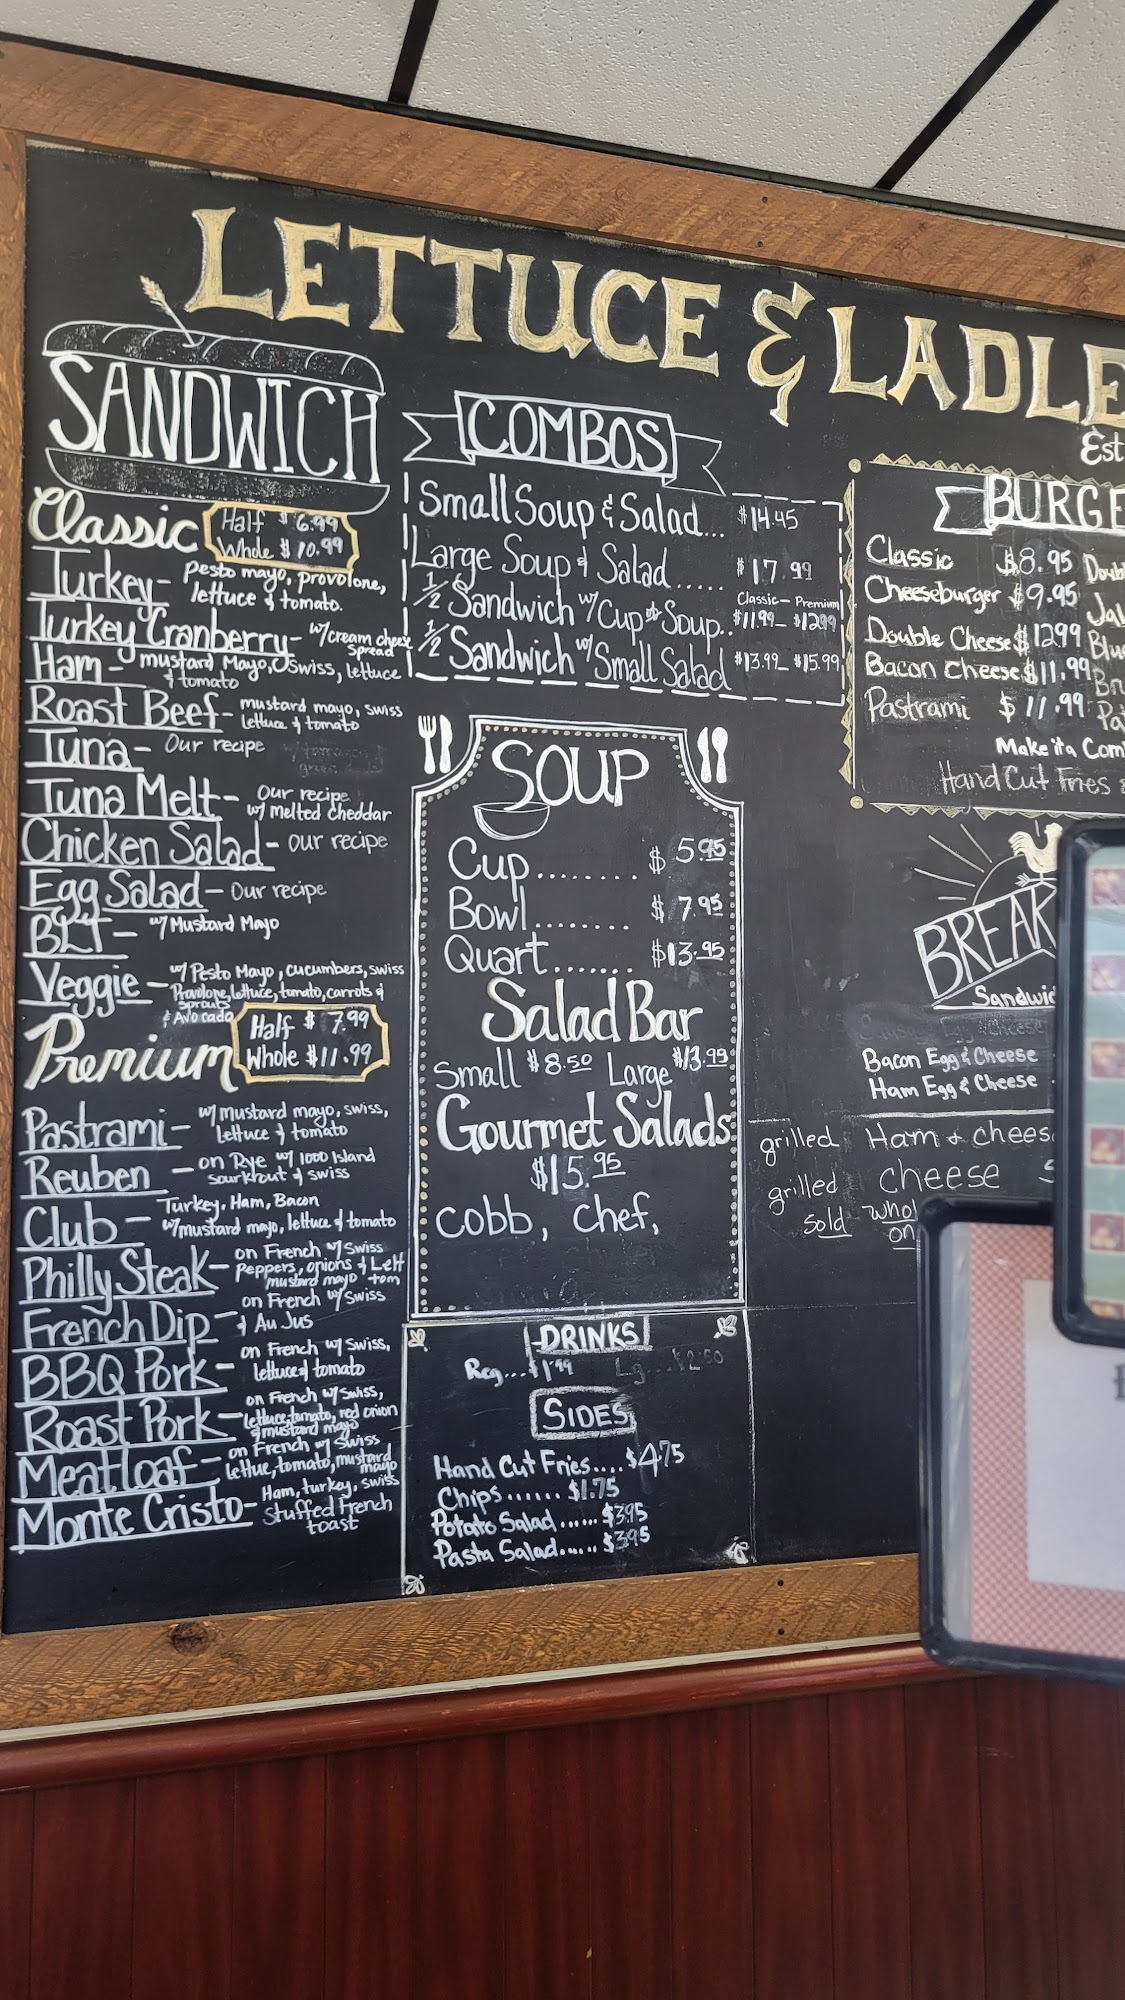 LETTUCE & LADLE
Est
SANDWICH
Classic
Half $ 6.99
Whole $ 10.99
Turkey - Pesto mayo, provolone,
lettuce & tomato.
Turkey Cranberry - w/ cream cheese
spread
Ham - mustard Mayo, Swiss, lettuce
& tomato
Roast Beef - mustard mayo, swiss
lettuce & tomato
Tuna - Our recipe
Tuna Melt - Our recipe
w/ melted cheddar
Chicken Salad - our recipe
Egg Salad - Our recipe
BLT - w/ Mustard Mayo
Veggie - w/ Pesto Mayo, cucumbers, swiss
Provolone, lettuce, tomato, carrots &
sprouts
& Avocado
Premium
Half $ 7.99
Whole $11.99
Pastrami - w/ mustard mayo, swiss,
lettuce & tomato
Reuben - on Rye w/ 1000 Island
sourkrout & swiss
Club - Turkey, Ham, Bacon
w/ mustard mayo, lettuce & tomato
Philly Steak - on French w/ Swiss
Peppers, onions & Lett
mustard mayo tom
French Dip - on French w/ Swiss
& Au Jus
BBQ Pork - on French w/ Swiss,
lettuce & tomato
Roast Pork - on French w/ Swiss,
lettuce, tomato, red onion
& mustard mayo
Meatloaf - on French w/ Swiss
lettuc, tomato, mustard
mayo
Monte Cristo - Ham, turkey, swiss
Stuffed French
toast
COMBOS
Small Soup & Salad... $14.45
Large Soup & Salad..... $17.99
Classic - Premium
1/2 Sandwich w/ Cup of Soup.. $11.99 - $12.99
1/2 Sandwich w/ Small Salad - $13.99 - $15.99
SOUP
Cup........ $ 5.95
Bowl....... $ 7.95
Quart....... $13.95
Salad Bar
Small $8.50 Large $13.99
Gourmet Salads
$15.95
cobb, chef,
DRINKS
Reg....$1.99 Lg....$2.50
SIDES
Hand Cut Fries.... $4.75
Chips...... $1.75
Potato Salad...... $3.95
Pasta Salad...... $3.95
BURGE
Classic $8.95 Doub
Cheeseburger $9.95 Jal
Double Cheese $12.99 Blu
Bacon Cheese $11.99 Br
Pastrami $ 11.99 Pa
Make it a Com
Hand Cut Fries &
BREAK
Sandwic
Bacon Egg & Cheese
Ham Egg & Cheese
grilled Ham & chees
grilled cheese
sold whol
on